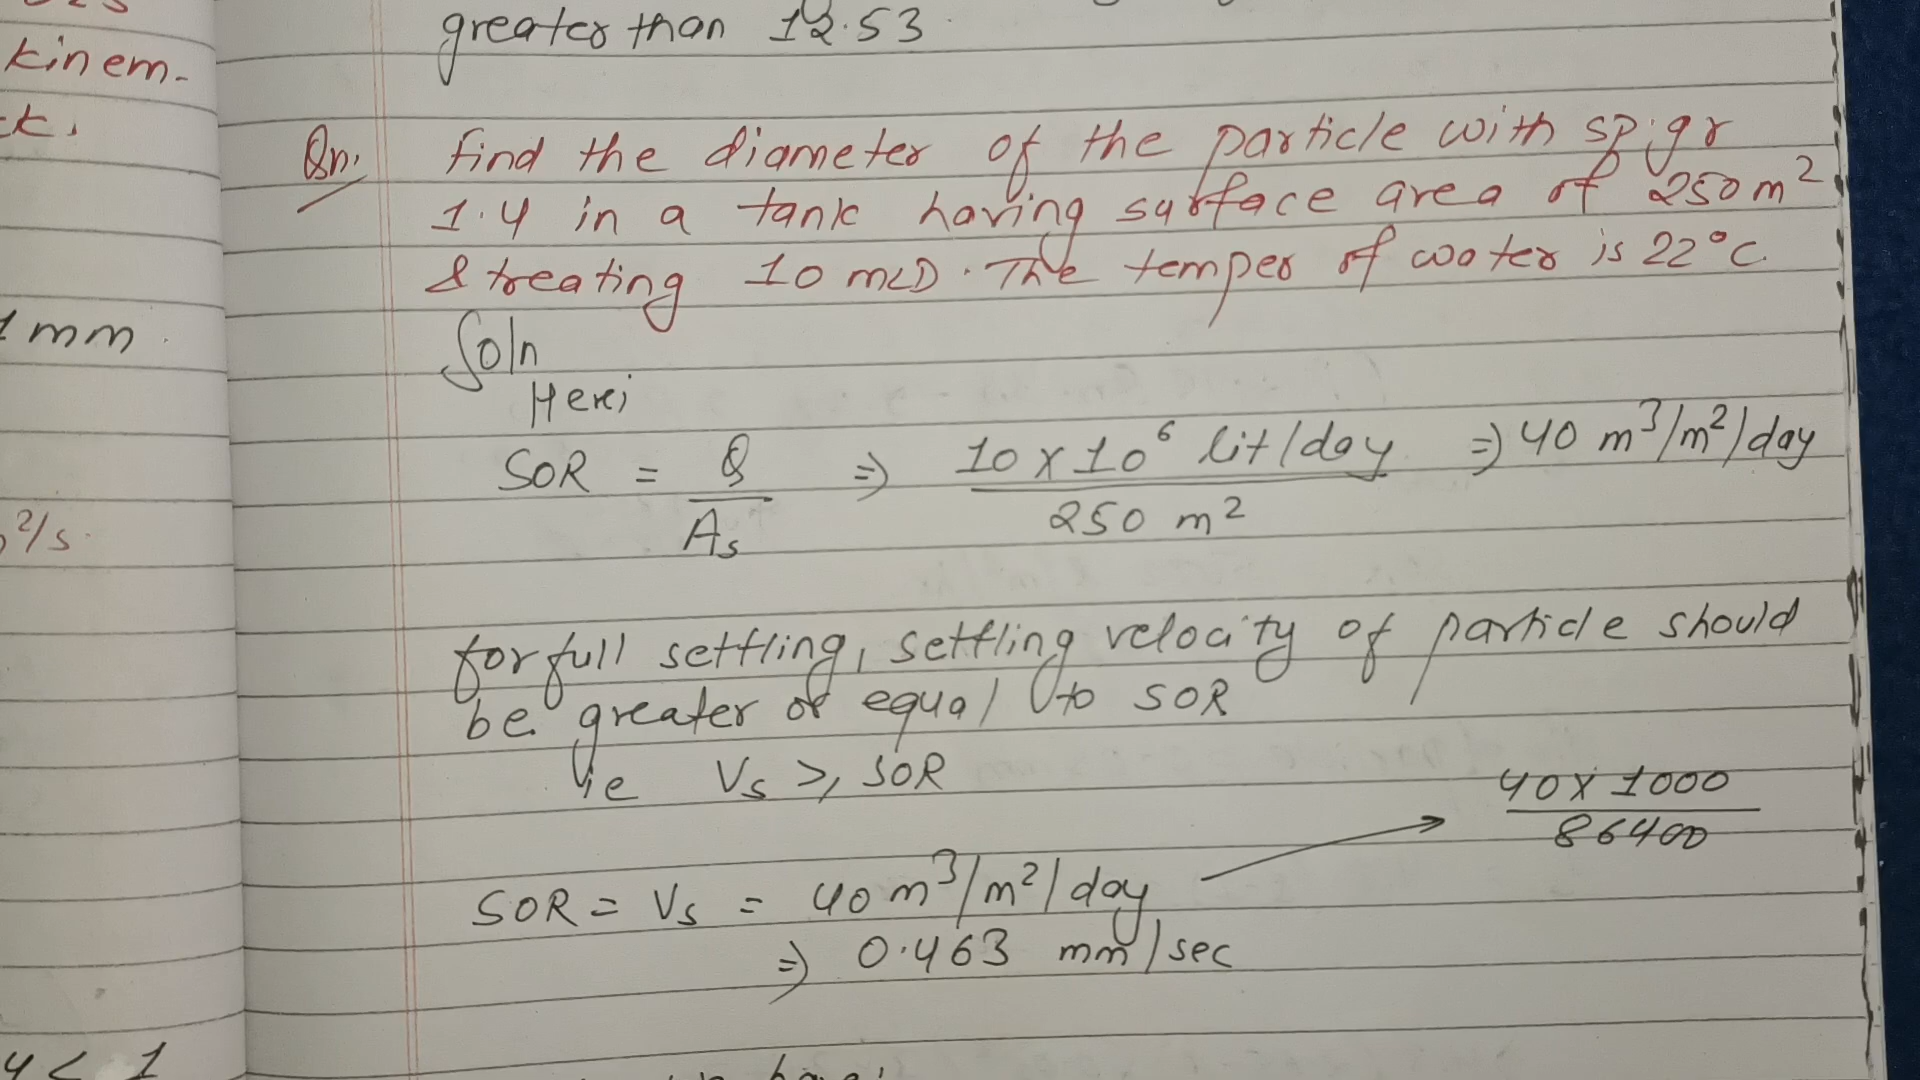 kinem-
1 mm
²/s
4 < 1
greater than 12.53
Qn. find the diameter of the particle with sp.gr
1.4 in a tank having surface area of 250 m²
& treating 10 MLD. The temper of water is 22°C.
Soln
Here;
SOR = Q / As ⇒ 10 x 10⁶ lit/day / 250 m² ⇒ 40 m³/m²/day
for full settling, settling velocity of particle should
be greater or equal to SOR
ie Vs ≥ SOR
40 x 1000 / 86400
SOR = Vs = 40 m³/m²/day
⇒ 0.463 mm/sec